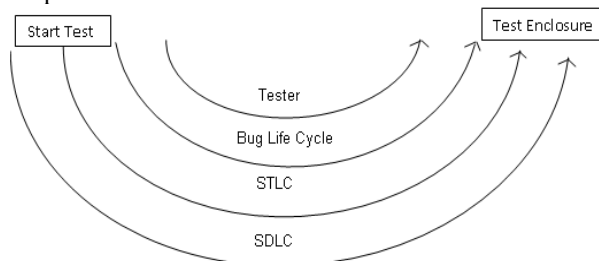 Start Test
Test Enclosure
Tester
Bug Life Cycle
STLC
SDLC